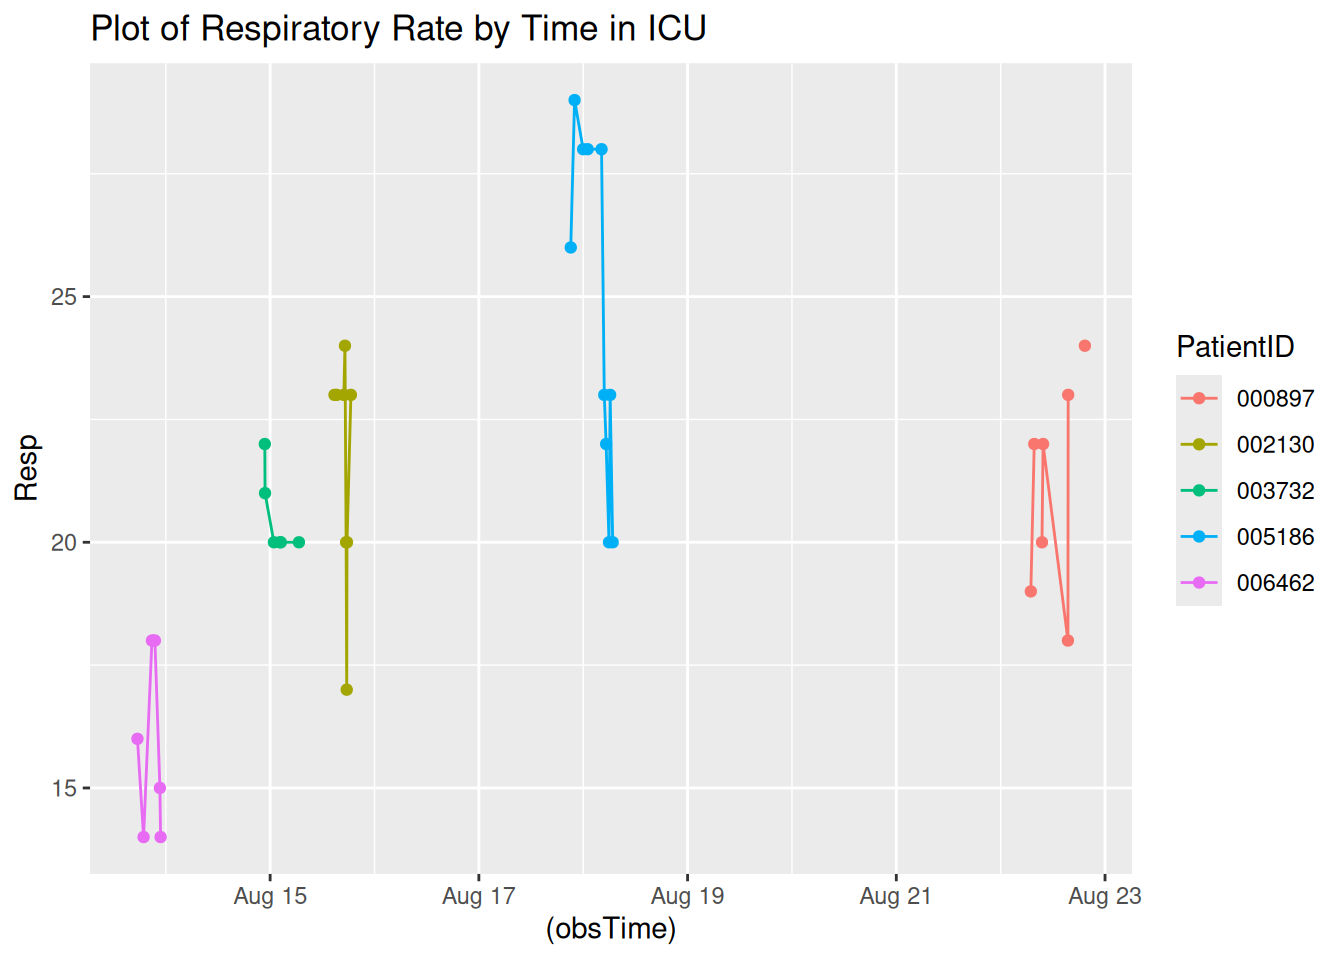 Plot of Respiratory Rate by Time in ICU
Resp
25
20
15
Aug 15
Aug 17
Aug 19
Aug 21
Aug 23
(obsTime)
PatientID
000897
002130
003732
005186
006462